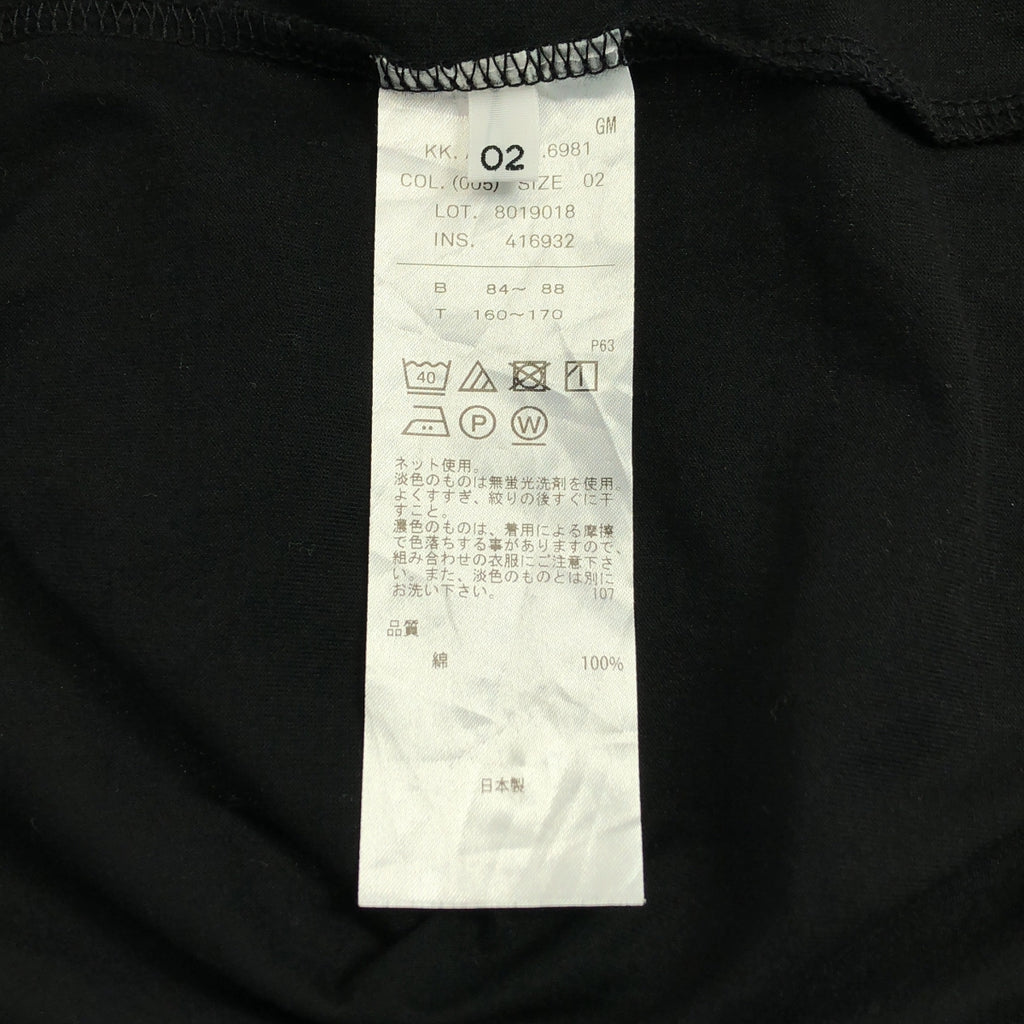 GM
KK. .6981
02
COL. (005) SIZE 02
LOT. 8019018
INS. 416932
B 84～ 88
T 160～170
P63
40
P W
ネット使用。
淡色のものは無蛍光洗剤を使用。
よくすすぎ、絞りの後すぐに干
すこと。
濃色のものは、着用による摩擦
で色落ちする事がありますので、
組み合わせの衣服にご注意下さ
い。また、淡色のものとは別に
お洗い下さい。 107
品質
綿 100%
日本製